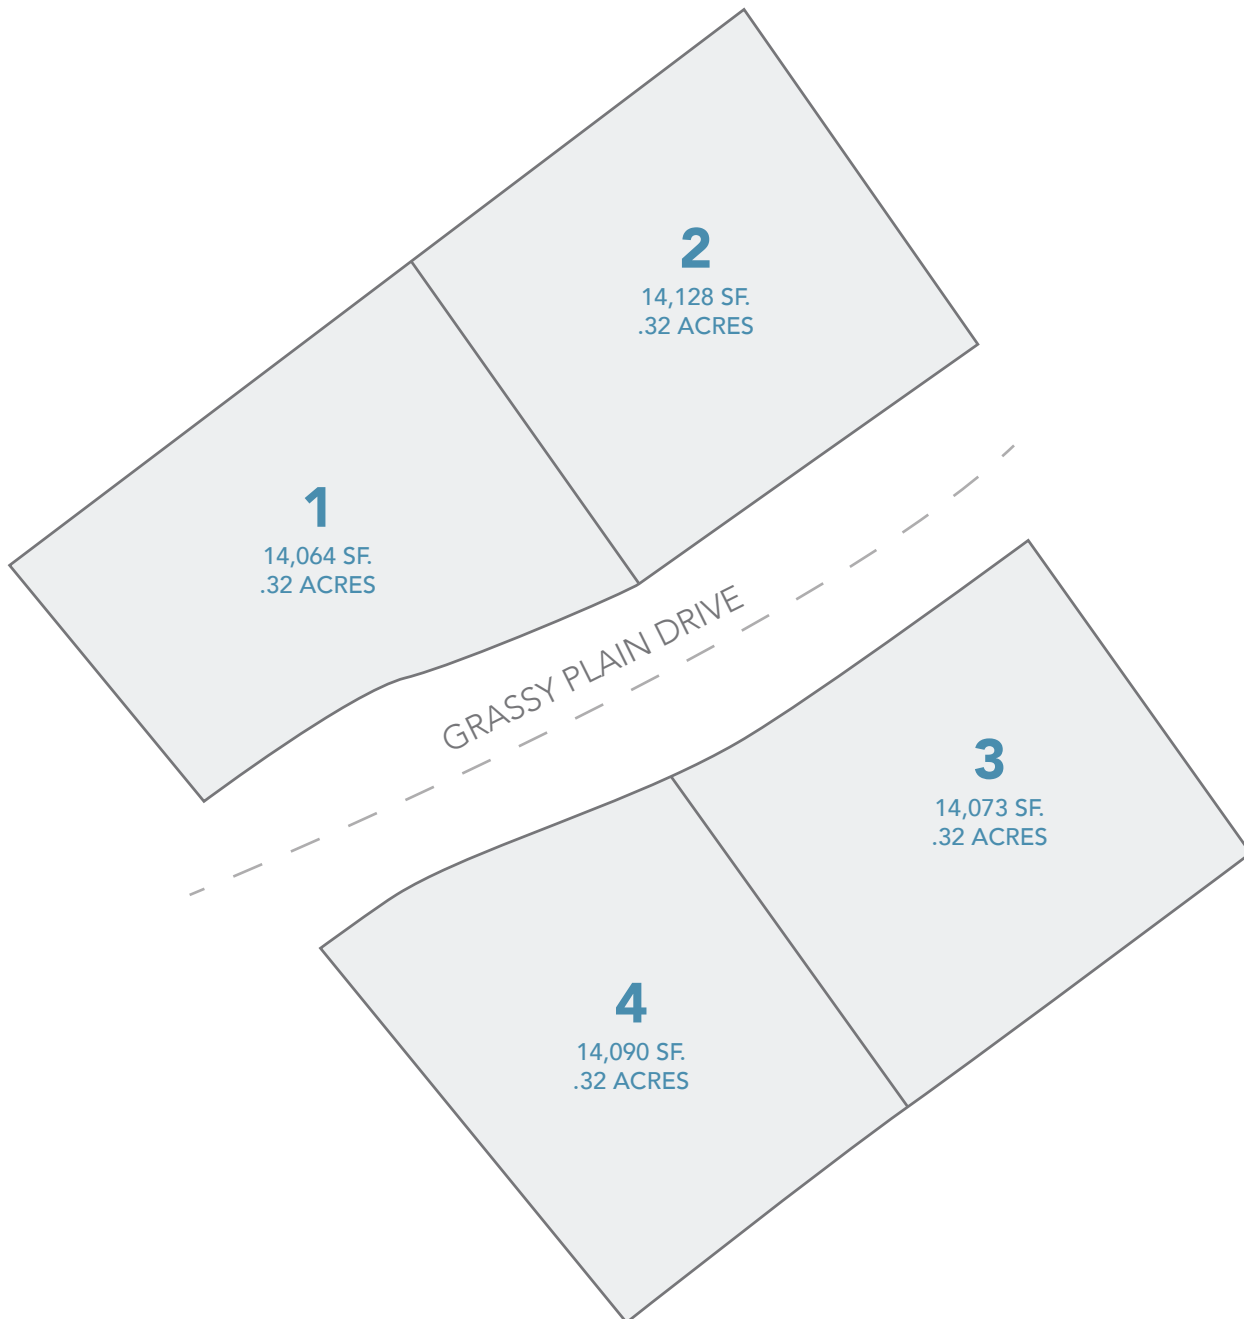 2
14,128 SF.
.32 ACRES
1
14,064 SF.
.32 ACRES
GRASSY PLAIN DRIVE
3
14,073 SF.
.32 ACRES
4
14,090 SF.
.32 ACRES